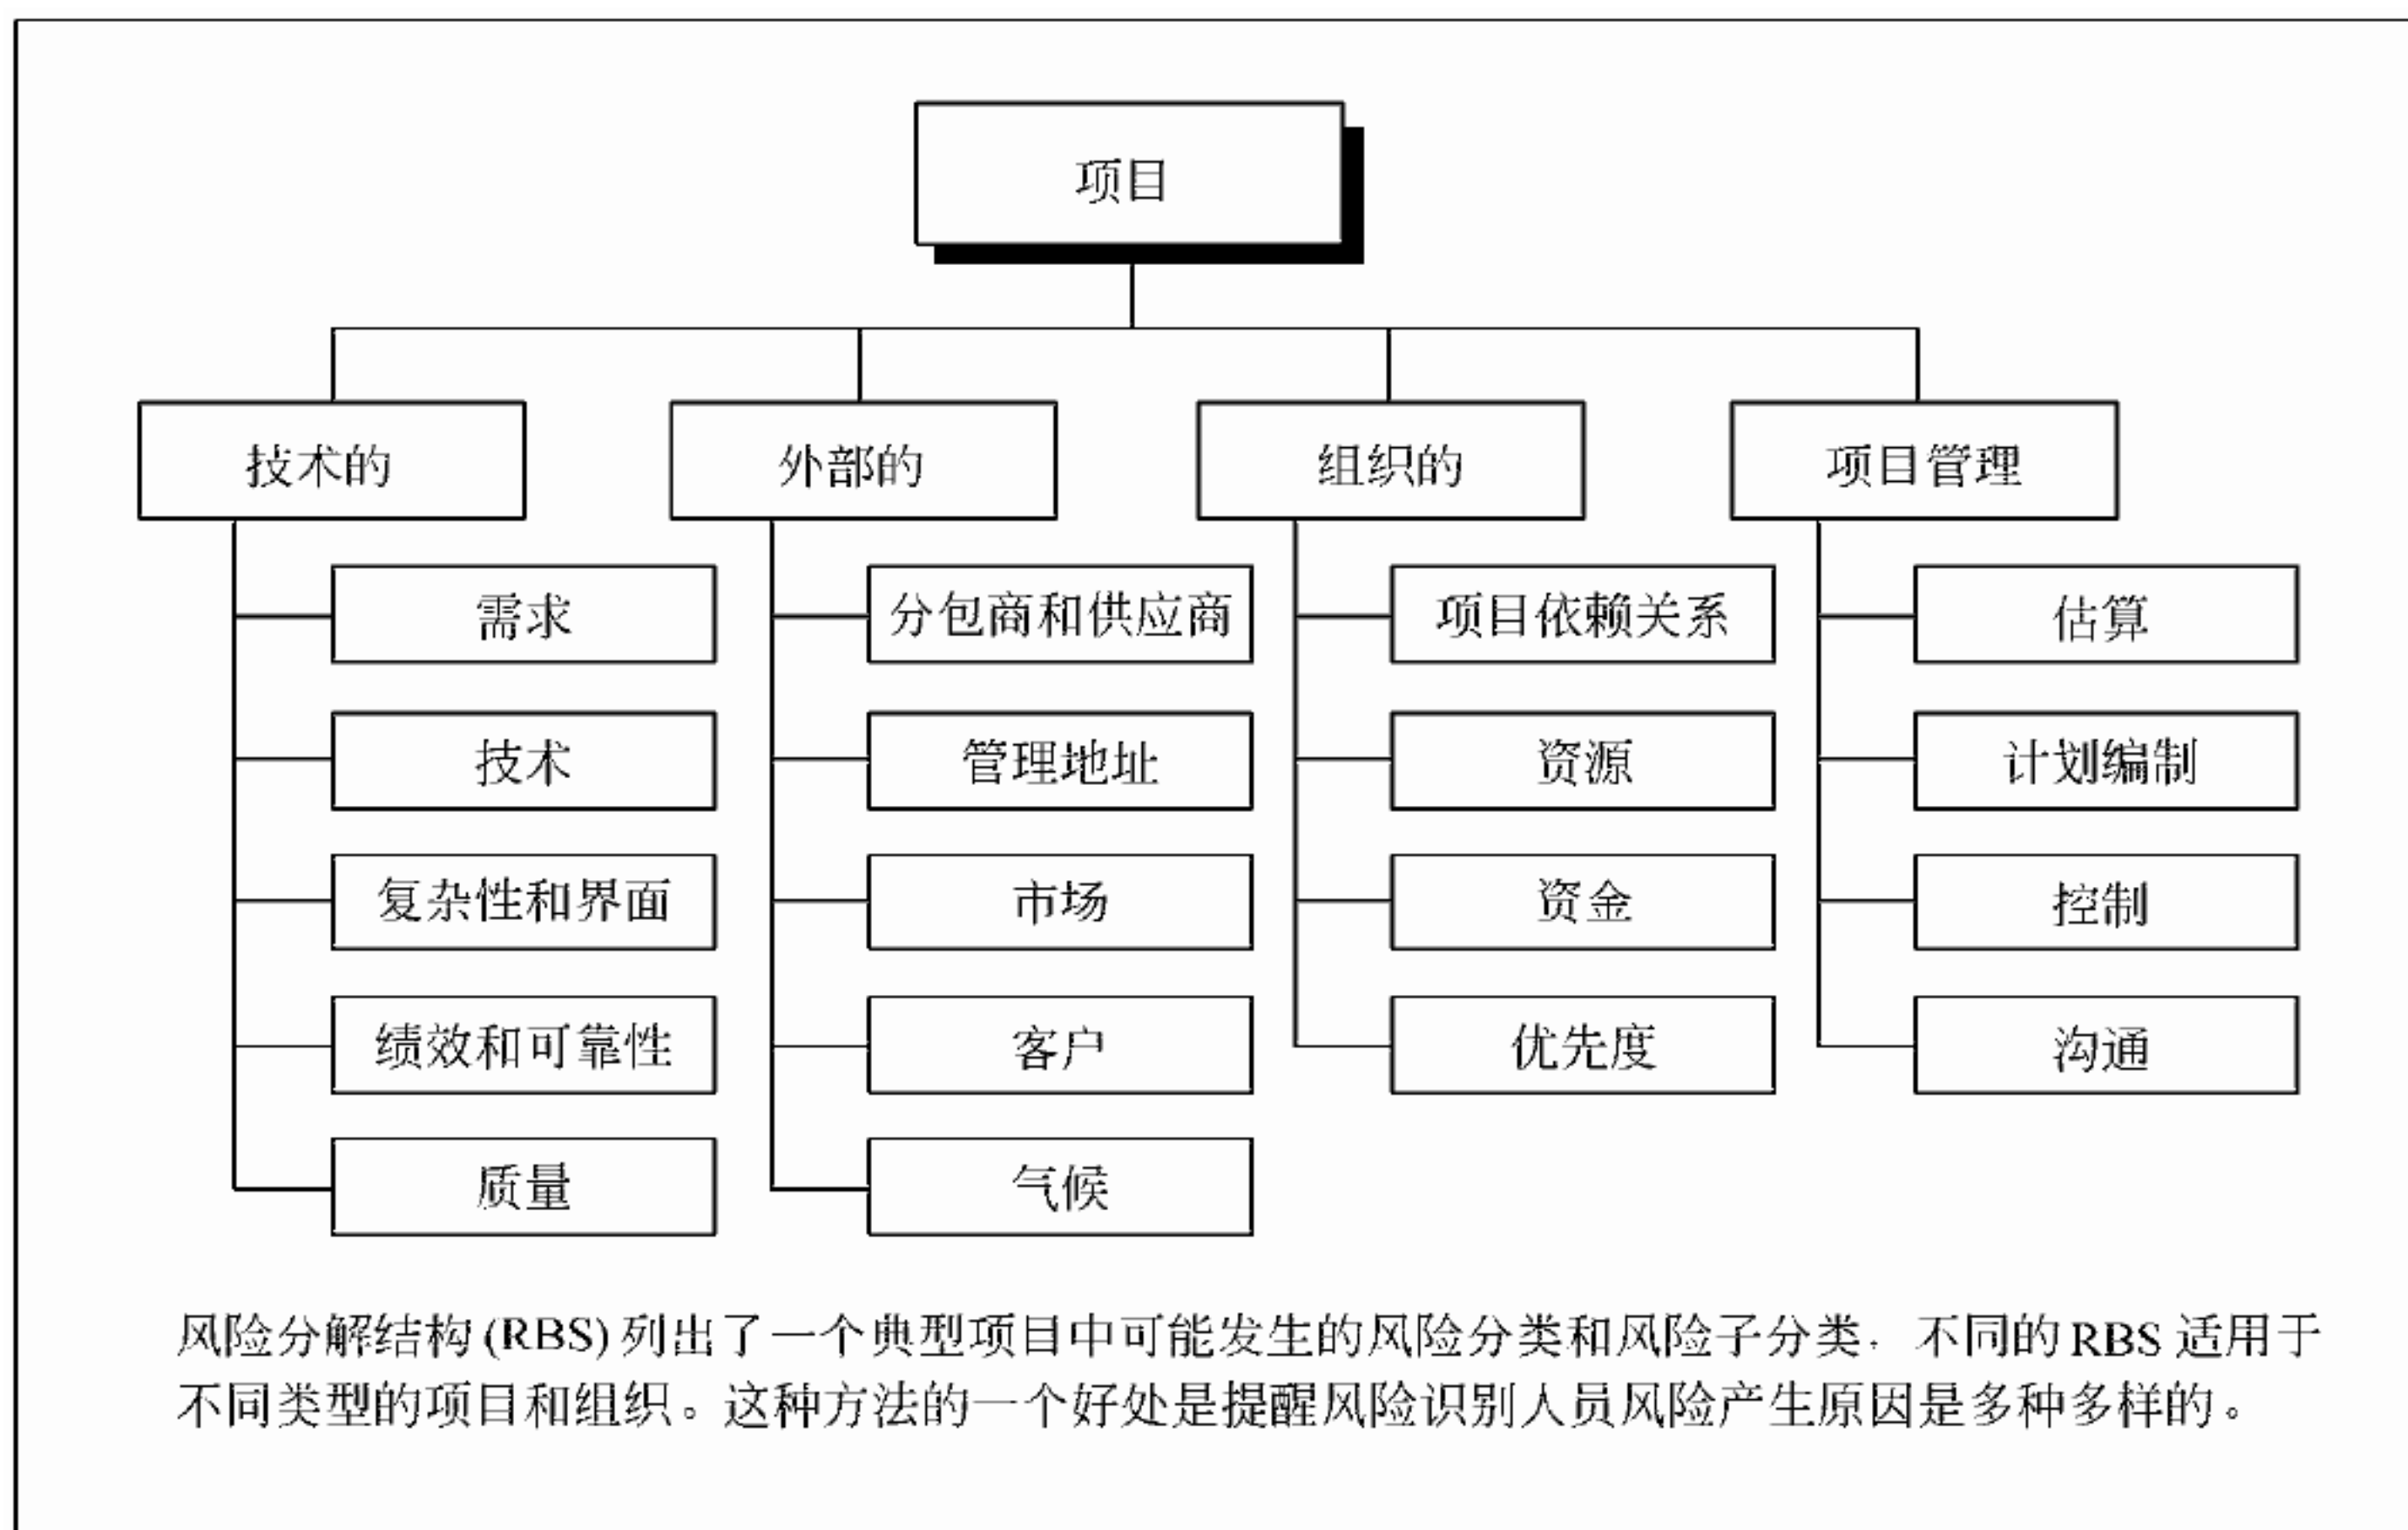 项目
技术的
外部的
组织的
项目管理
需求
分包商和供应商
项目依赖关系
估算
技术
管理地址
资源
计划编制
复杂性和界面
市场
资金
控制
绩效和可靠性
客户
优先度
沟通
质量
气候
风险分解结构(RBS)列出了一个典型项目中可能发生的风险分类和风险子分类. 不同的RBS适用于
不同类型的项目和组织。这种方法的一个好处是提醒风险识别人员风险产生原因是多种多样的。